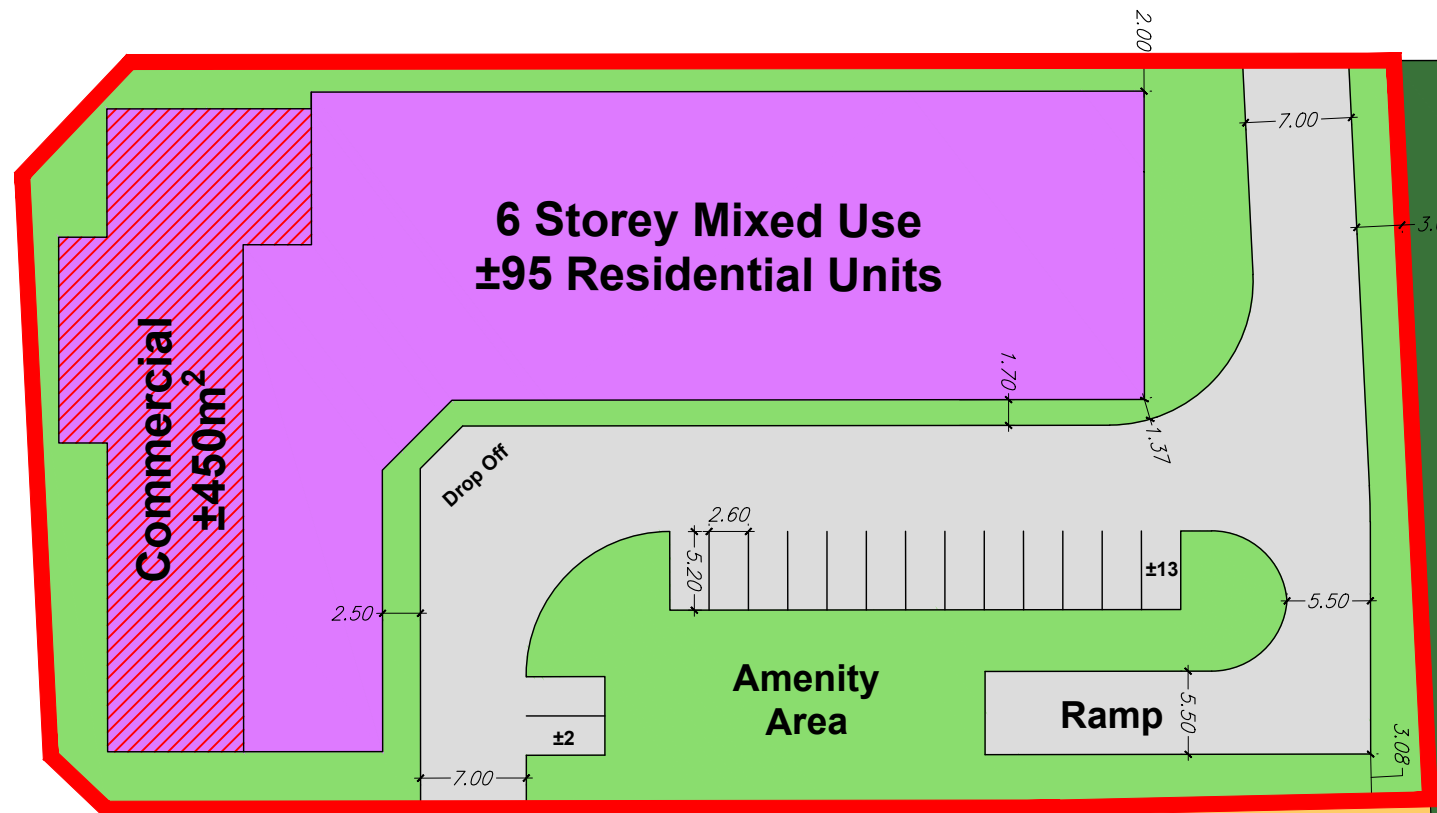 2.00
7.00
3.
6 Storey Mixed Use
±95 Residential Units
Commercial
±450m²
1.70
1.37
Drop Off
2.60
5.20
±13
2.50
5.50
Amenity
Area
Ramp
5.50
±2
7.00
3.08